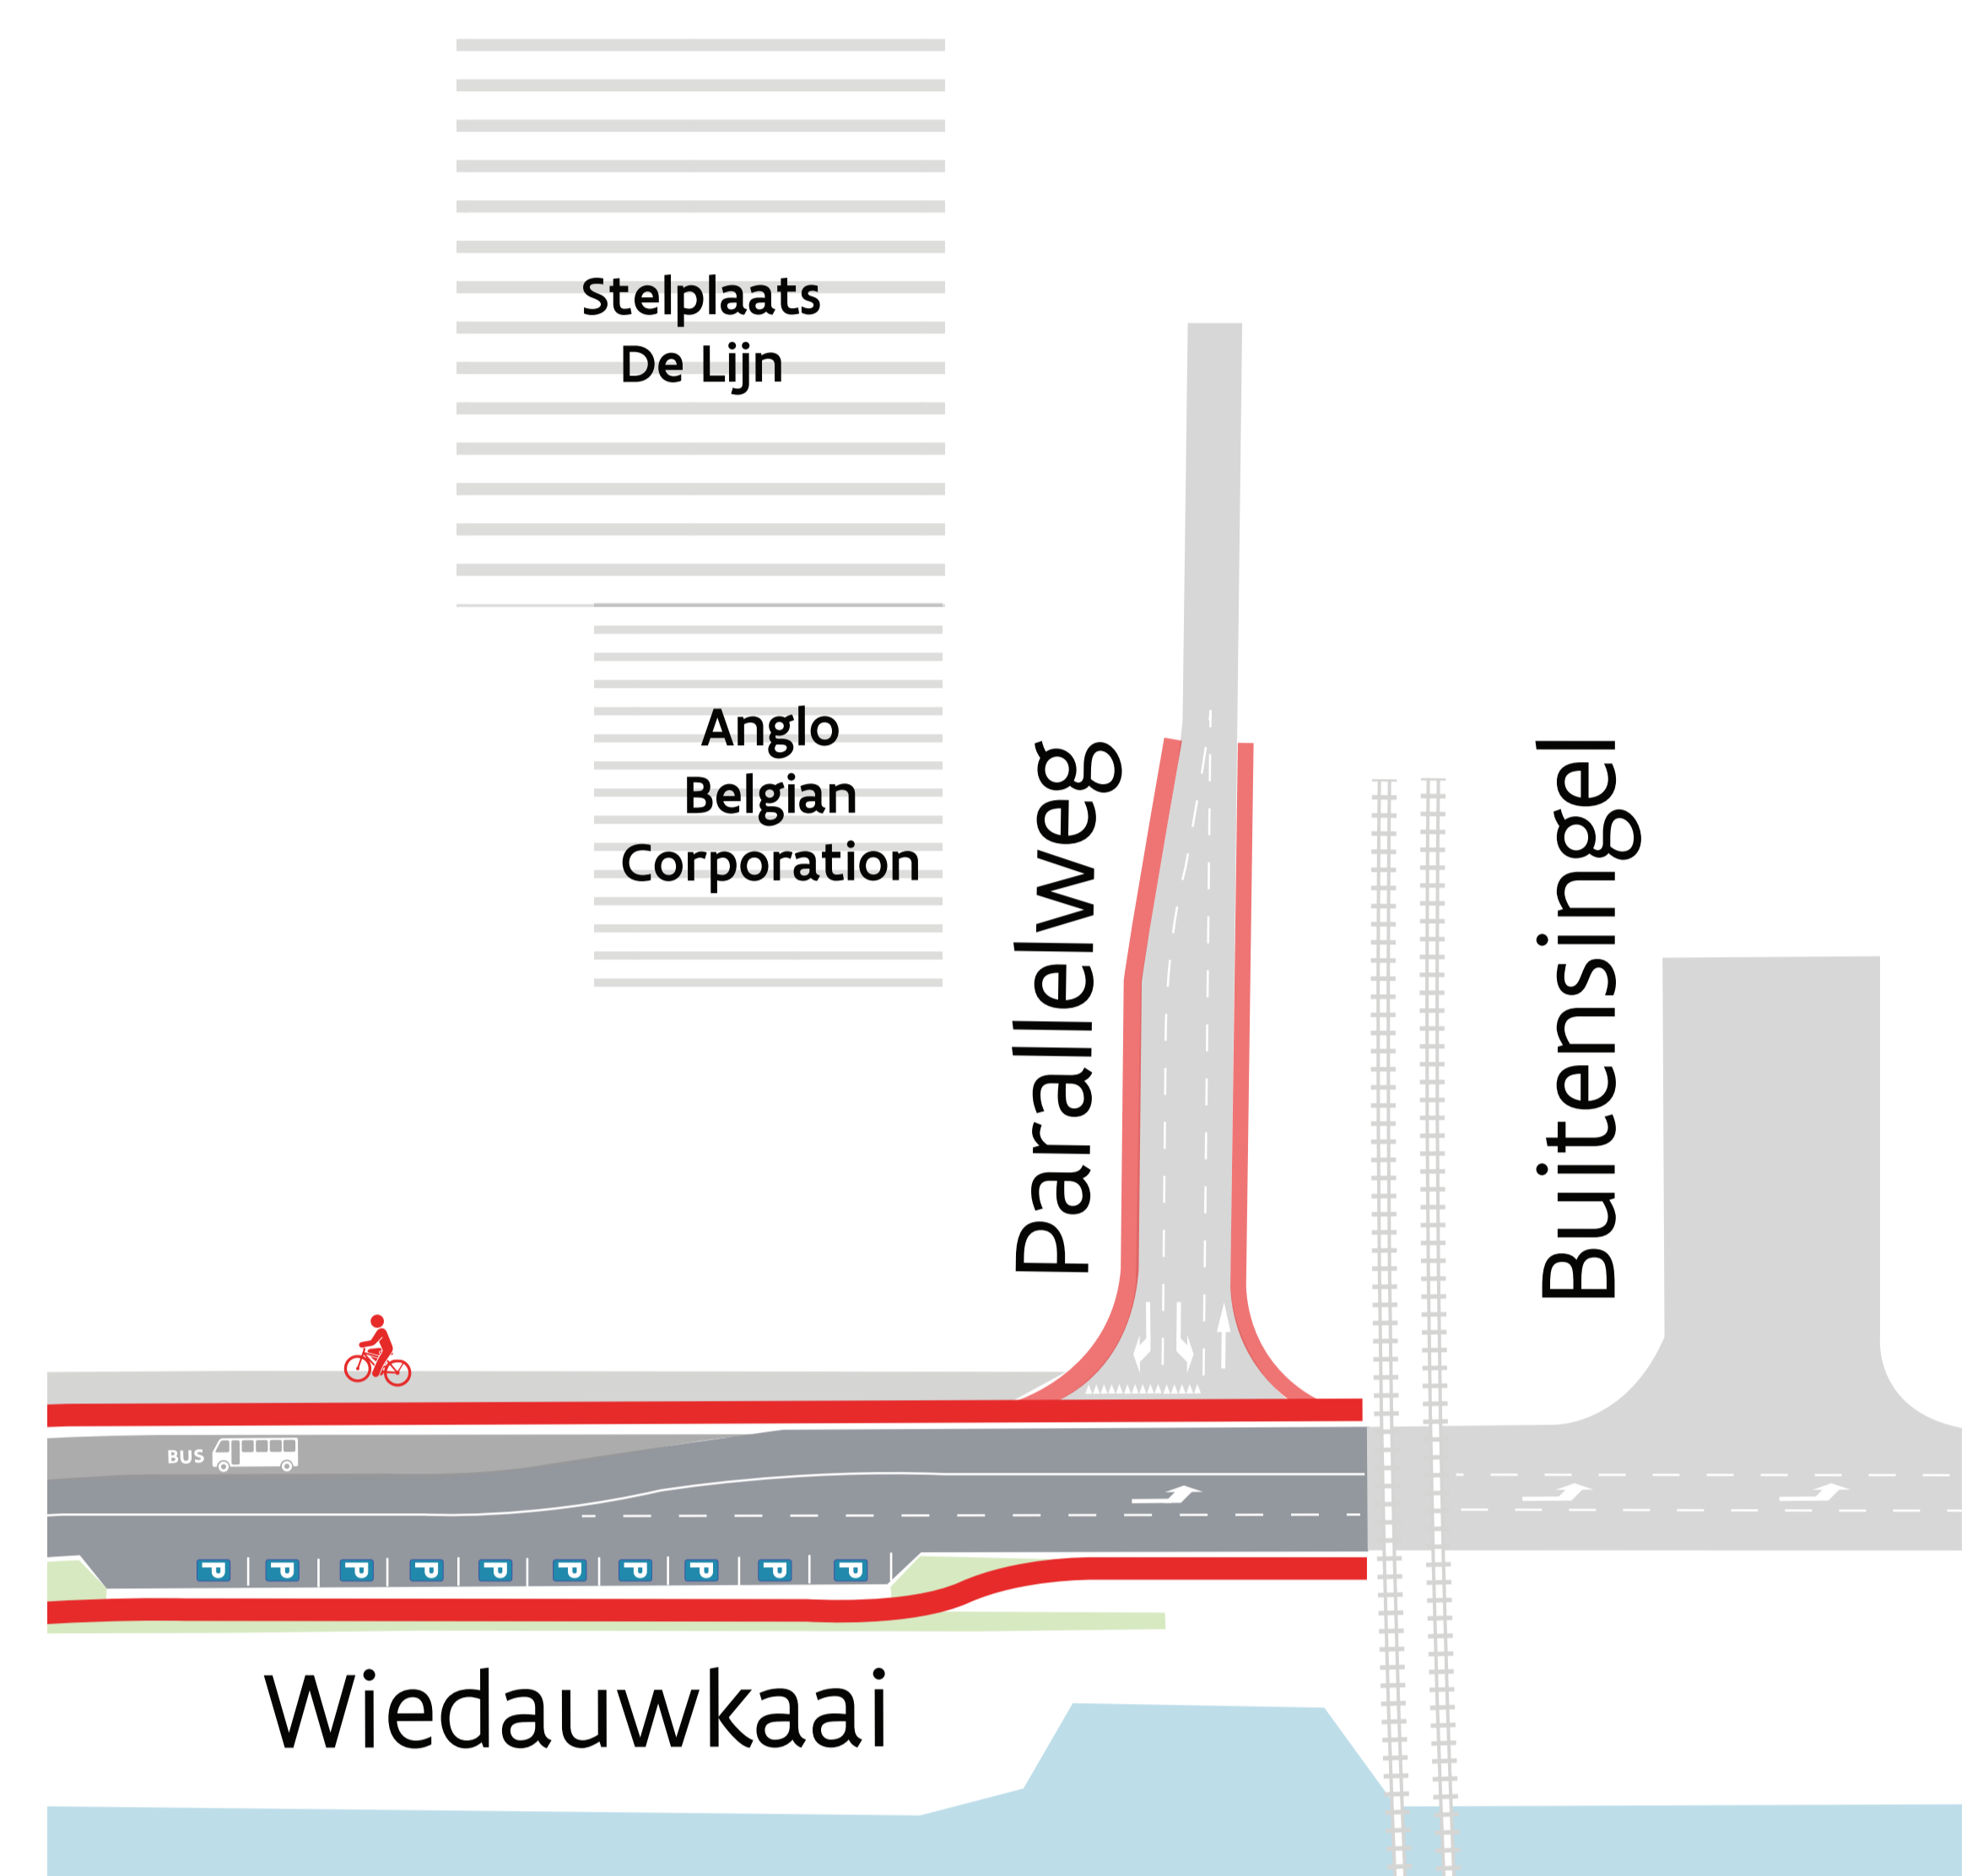 Stelplaats
De Lijn
Anglo
Belgian
Corporation
Parallelweg
Buitensingel
BUS
P P P P P P P P P P
Wiedauwkaai